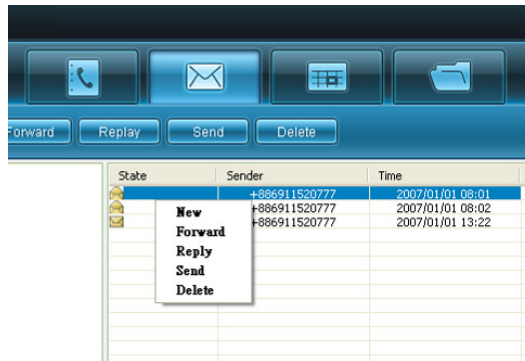 Forward Replay Send Delete
State Sender Time
+886911520777 2007/01/01 08:01
+886911520777 2007/01/01 08:02
+886911520777 2007/01/01 13:22
New
Forward
Reply
Send
Delete